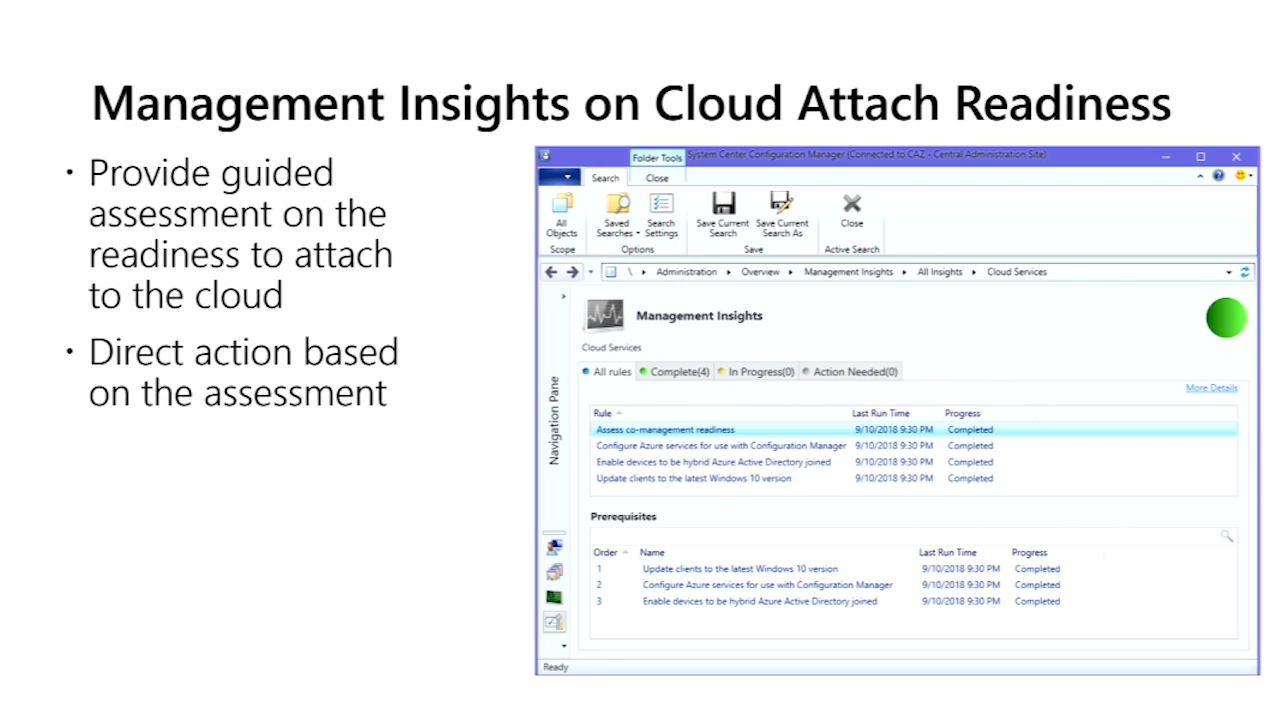 Management Insights on Cloud Attach Readiness
• Provide guided
assessment on the
readiness to attach
to the cloud
• Direct action based
on the assessment
Folder Tools System Center Configuration Manager (Connected to CAZ - Central Administration Site)
Search Close
All Objects
Saved Searches
Search Settings
Save Current Search
Save Current Search As
Close
Scope Options Save Active Search
\ Administration Overview Management Insights All Insights Cloud Services
Navigation Pane
Management Insights
Cloud Services
All rules Complete(4) In Progress(0) Action Needed(0)
More Details
Rule Last Run Time Progress
Assess co-management readiness 9/10/2018 9:30 PM Completed
Configure Azure services for use with Configuration Manager 9/10/2018 9:30 PM Completed
Enable devices to be hybrid Azure Active Directory joined 9/10/2018 9:30 PM Completed
Update clients to the latest Windows 10 version 9/10/2018 9:30 PM Completed
Prerequisites
Order Name Last Run Time Progress
1 Update clients to the latest Windows 10 version 9/10/2018 9:30 PM Completed
2 Configure Azure services for use with Configuration Manager 9/10/2018 9:30 PM Completed
3 Enable devices to be hybrid Azure Active Directory joined 9/10/2018 9:30 PM Completed
Ready